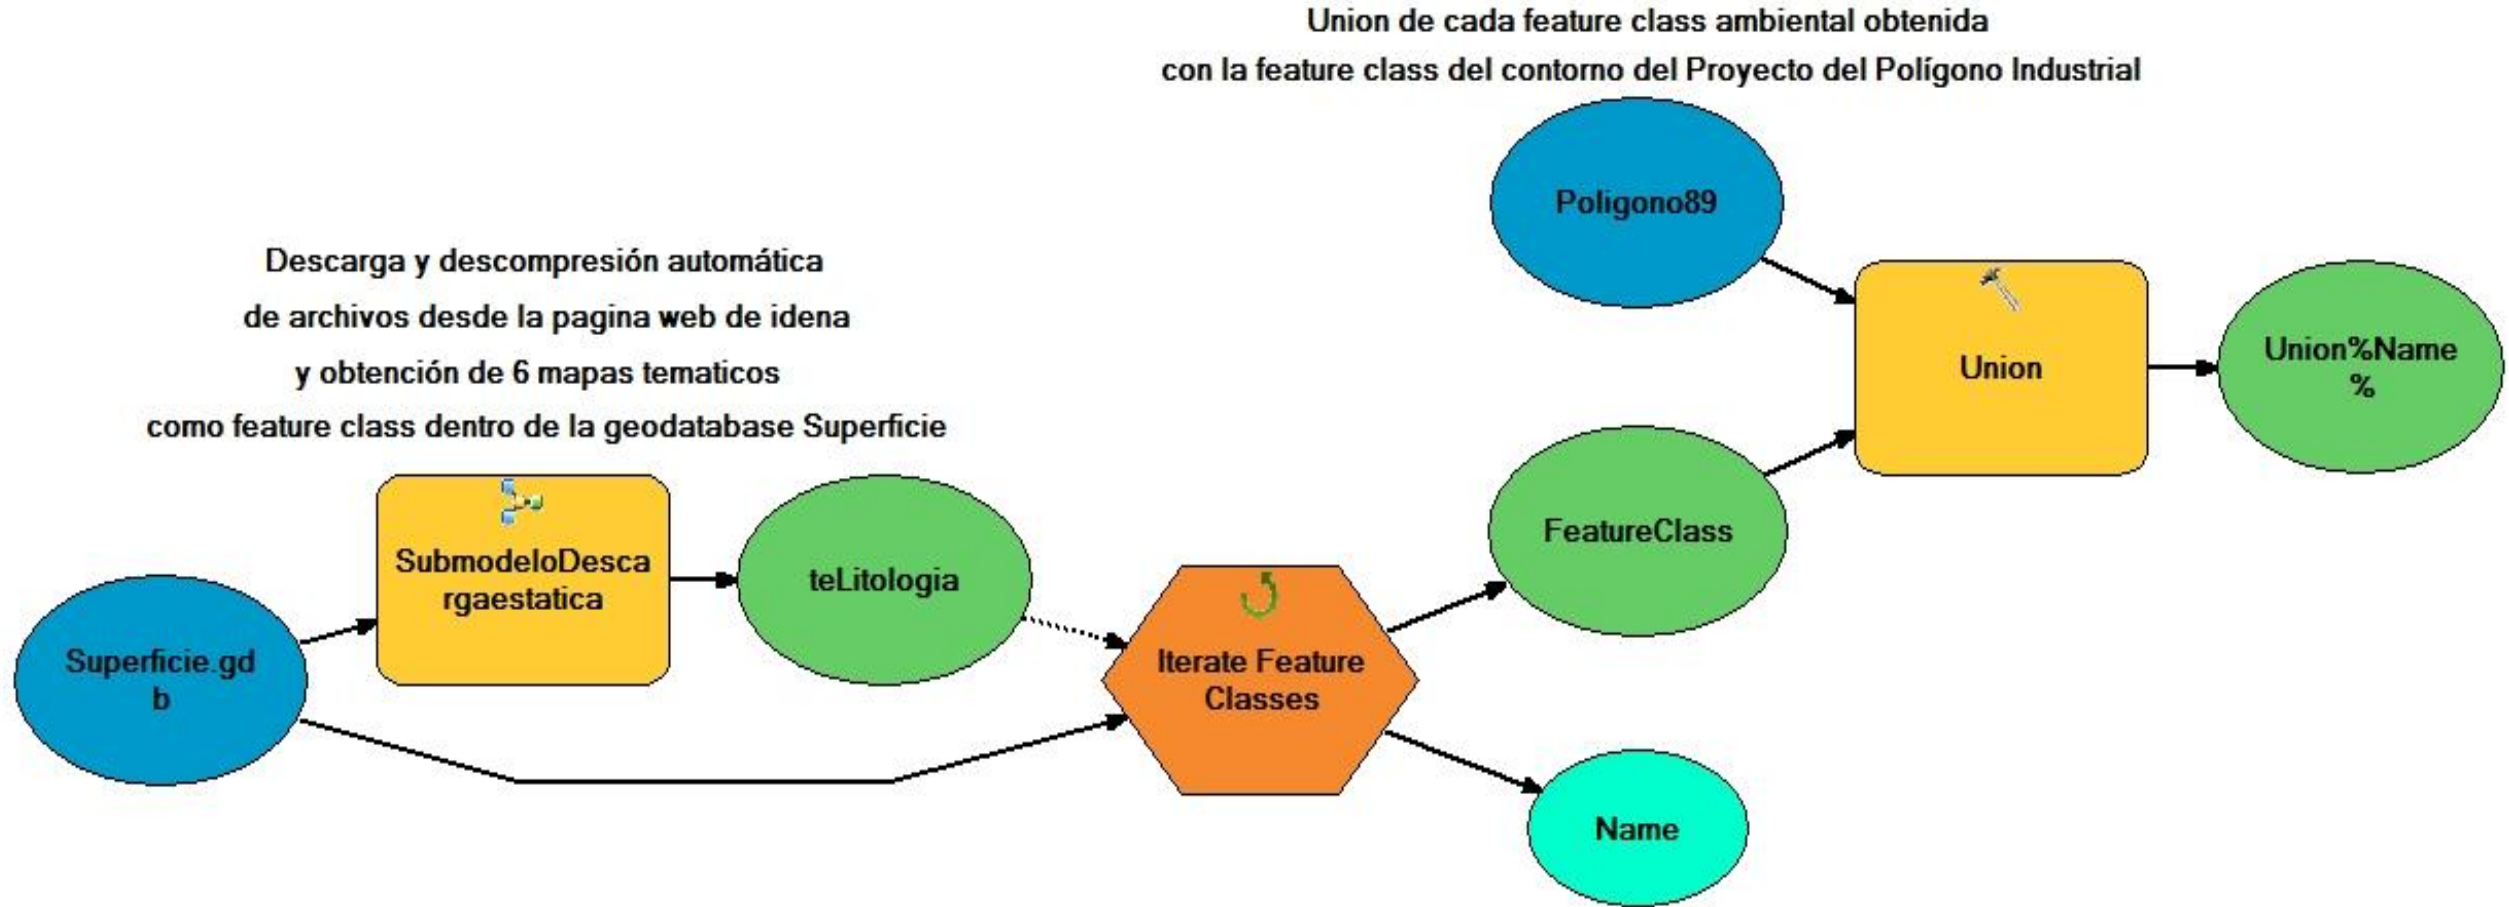 Union de cada feature class ambiental obtenida
con la feature class del contorno del Proyecto del Polígono Industrial
Poligono89
Descarga y descompresión automática
de archivos desde la pagina web de idena
y obtención de 6 mapas tematicos
como feature class dentro de la geodatabase Superficie
Union
Union%Name
%
SubmodeloDesca
rgaestatica
teLitologia
FeatureClass
Superficie.gd
b
Iterate Feature
Classes
Name